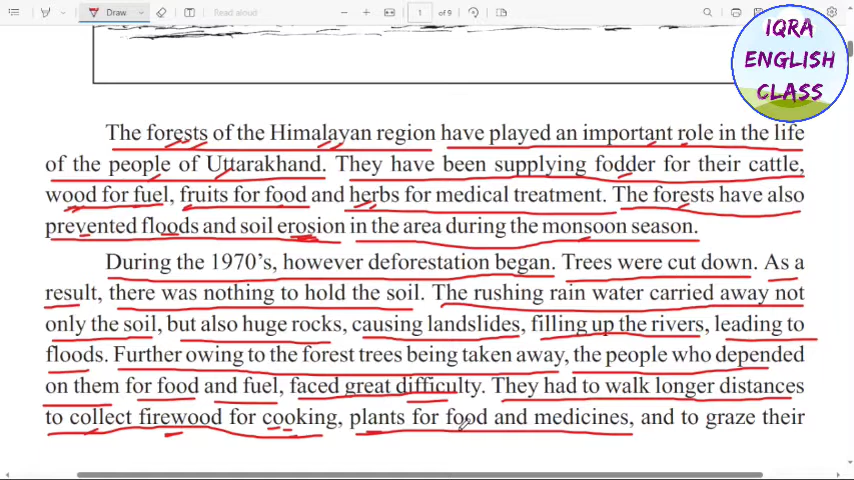 Draw
Read aloud
1
of 9
IQRA
ENGLISH
CLASS
The forests of the Himalayan region have played an important role in the life
of the people of Uttarakhand. They have been supplying fodder for their cattle,
wood for fuel, fruits for food and herbs for medical treatment. The forests have also
prevented floods and soil erosion in the area during the monsoon season.
During the 1970's, however deforestation began. Trees were cut down. As a
result, there was nothing to hold the soil. The rushing rain water carried away not
only the soil, but also huge rocks, causing landslides, filling up the rivers, leading to
floods. Further owing to the forest trees being taken away, the people who depended
on them for food and fuel, faced great difficulty. They had to walk longer distances
to collect firewood for cooking, plants for food and medicines, and to graze their